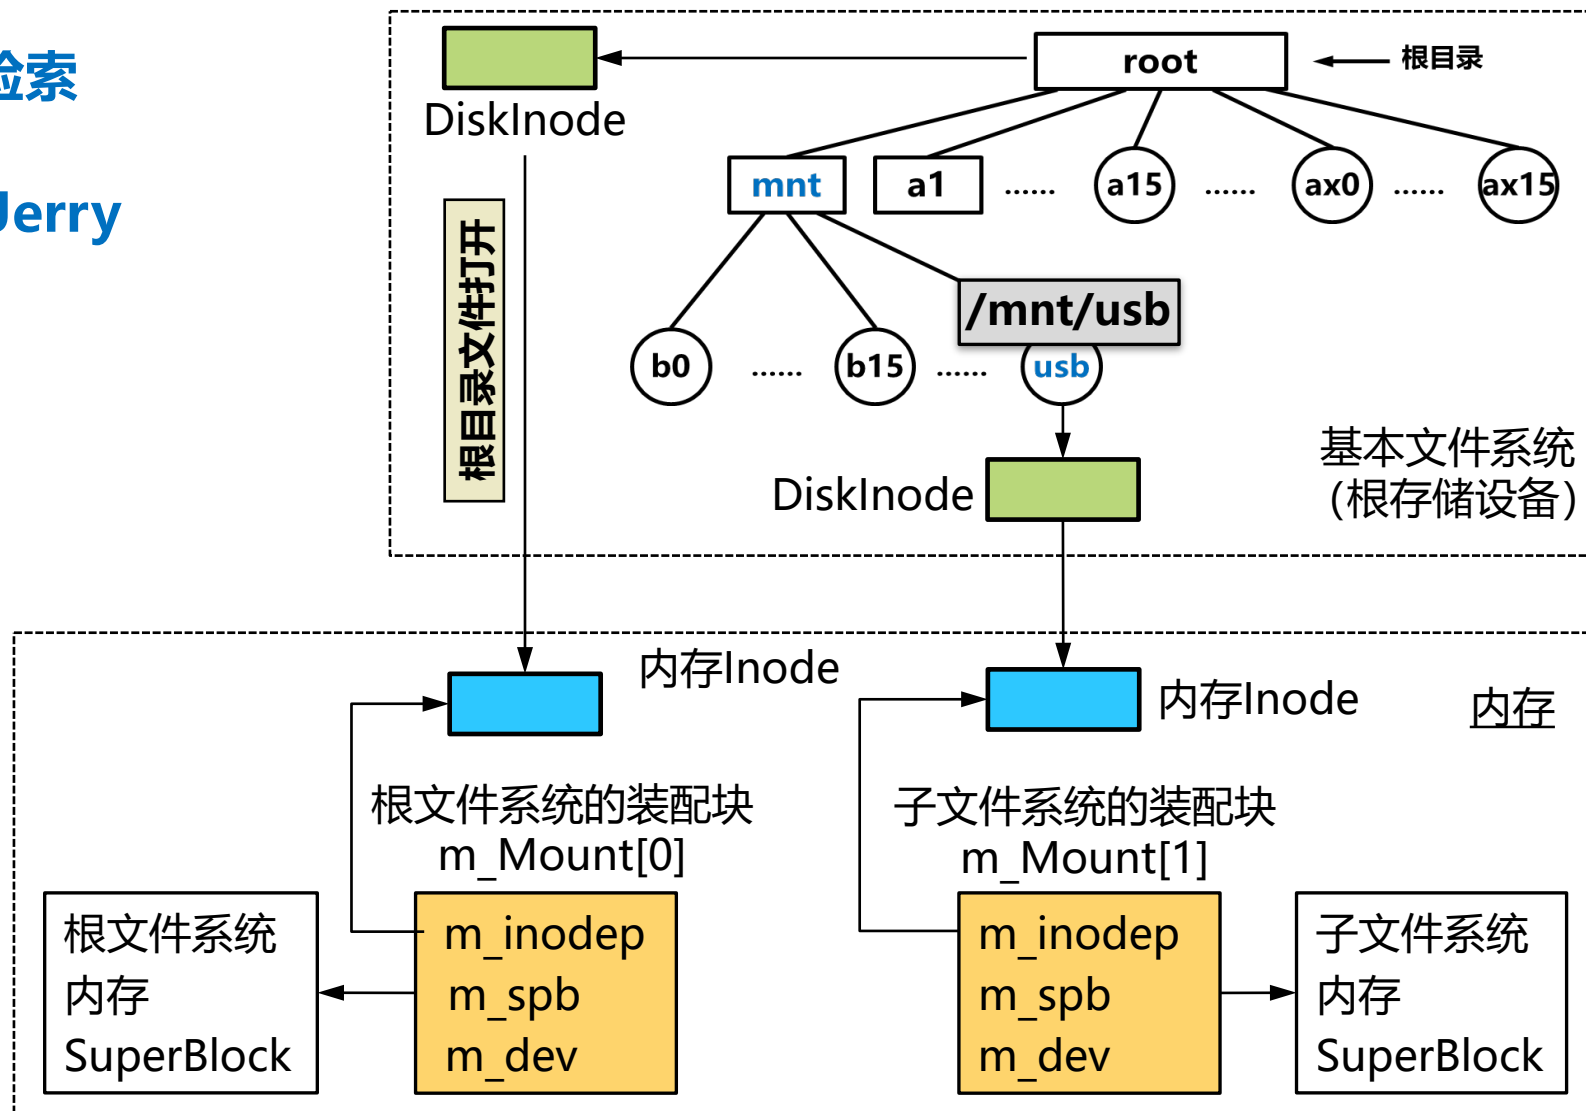 检索
Jerry
root
根目录
DiskInode
mnt
a1
......
a15
......
ax0
......
ax15
根目录文件打开
/mnt/usb
b0
......
b15
......
usb
DiskInode
基本文件系统
（根存储设备）
内存Inode
内存Inode
内存
根文件系统的装配块
m_Mount[0]
子文件系统的装配块
m_Mount[1]
根文件系统
内存
SuperBlock
m_inodep
m_spb
m_dev
m_inodep
m_spb
m_dev
子文件系统
内存
SuperBlock